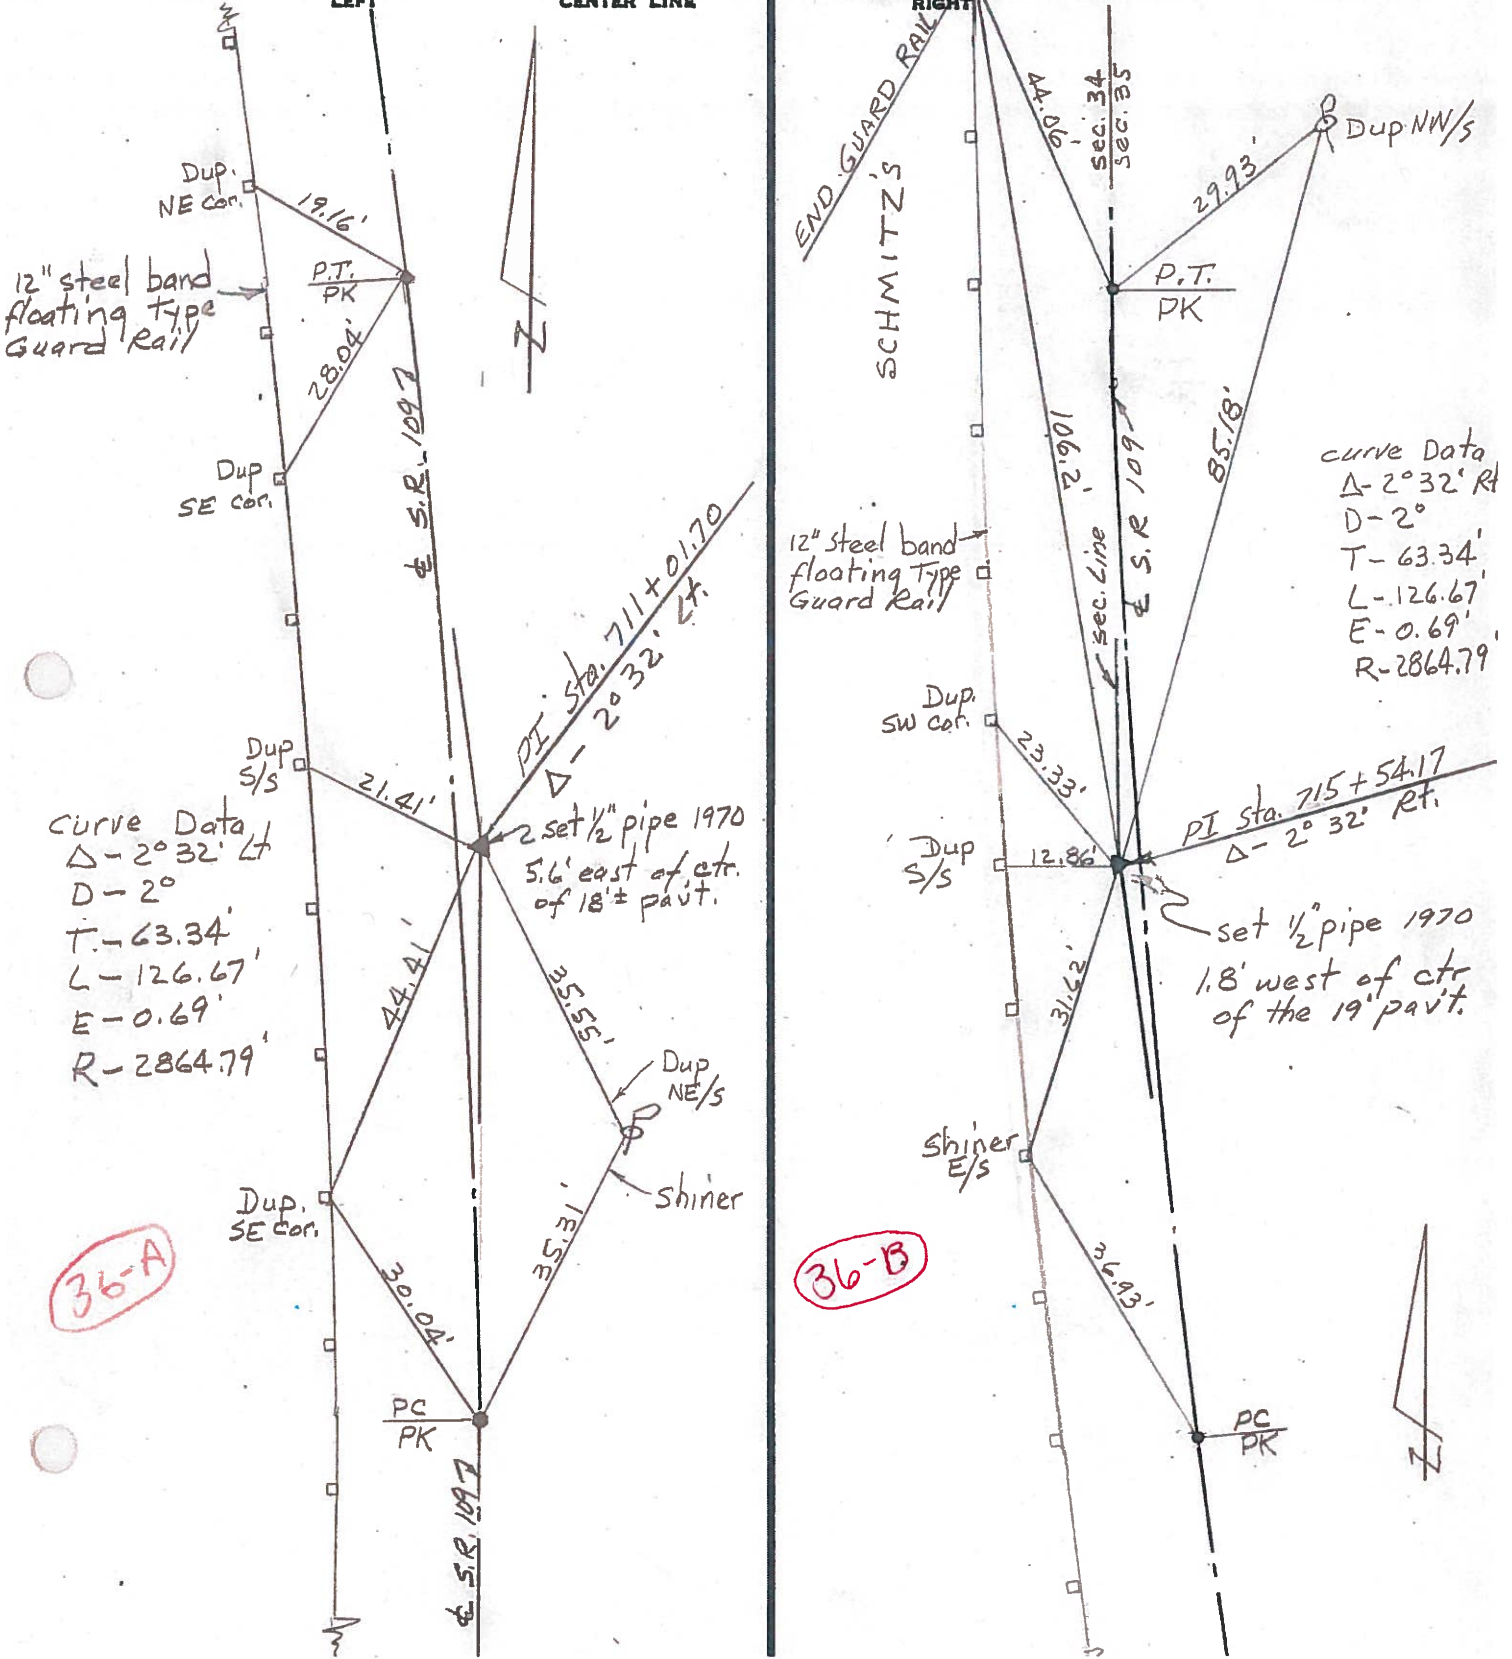 LEFT
CENTER LINE
RIGHT
Dup.
NE cor.
19.16'
P.T.
PK
12" steel band
floating Type
Guard Rail
28.04'
Dup
SE cor.
℄ S.R. 109
PI Sta. 711+01.70
Δ - 2° 32' Lt.
Dup
S/S
21.41'
set 1/2" pipe 1970
5.6' east of ctr.
of 18'± pav't.
Curve Data
Δ - 2° 32' Lt
D - 2°
T. - 63.34'
L - 126.67'
E - 0.69'
R - 2864.79'
44.41'
35.55'
Dup
NE/S
Shiner
Dup.
SE cor.
30.04'
35.31'
36-A
PC
PK
℄ S.R. 109
N
END GUARD RAIL
SCHMITZ'S
44.06'
Sec. 34
Sec. 35
Dup NW/S
29.93'
P.T.
PK
106.2'
℄ S.R 109
85.18'
Sec. Line
12" steel band
floating Type
Guard Rail
Curve Data
Δ - 2° 32' Rt
D - 2°
T - 63.34'
L - 126.67'
E - 0.69'
R - 2864.79'
Dup.
SW cor.
23.33'
Dup
S/S
12.86'
PI Sta. 715+54.17
Δ - 2° 32' Rt.
set 1/2" pipe 1970
1.8' west of ctr
of the 19' pav't.
31.62'
Shiner
E/S
36-B
36.93'
PC
PK
N